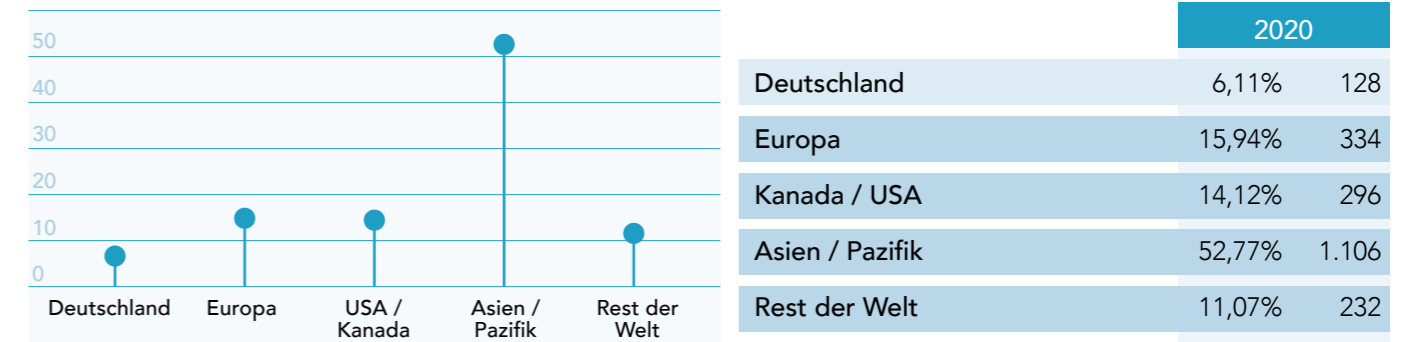 50
40
30
20
10
0
Deutschland
Europa
USA /
Kanada
Asien /
Pazifik
Rest der
Welt
2020
Deutschland 6,11% 128
Europa 15,94% 334
Kanada / USA 14,12% 296
Asien / Pazifik 52,77% 1.106
Rest der Welt 11,07% 232